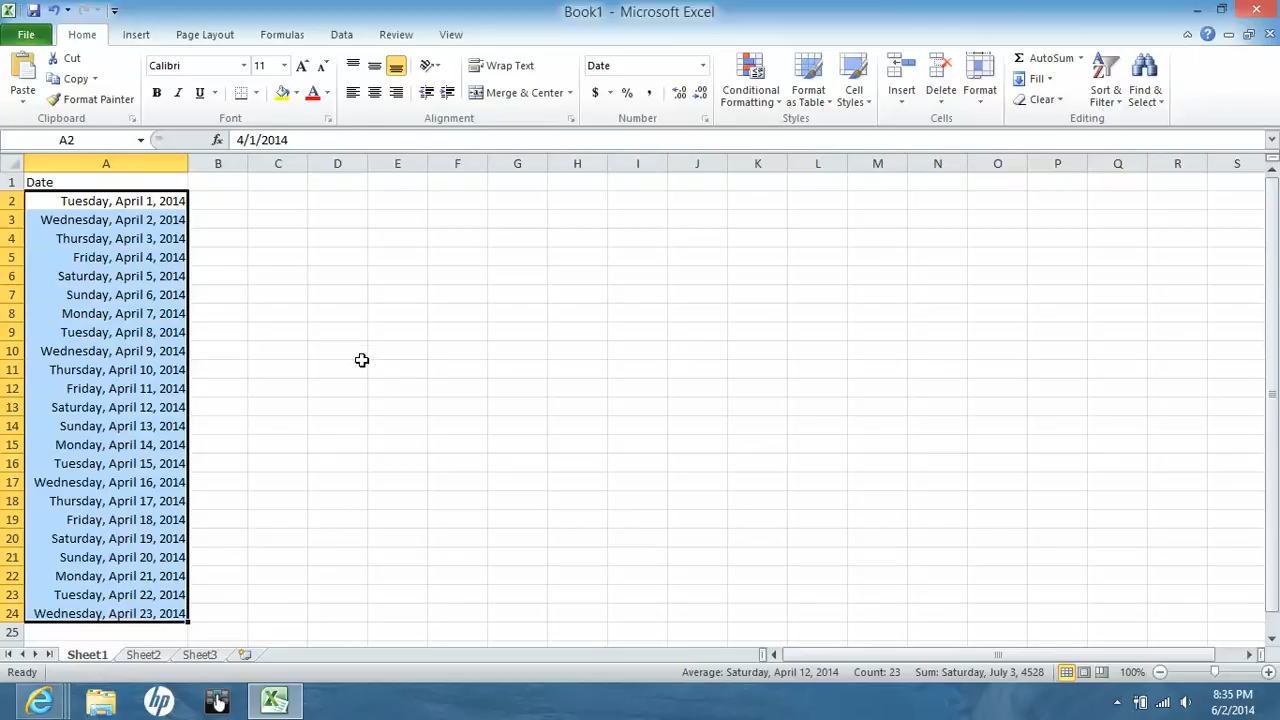 Book1 - Microsoft Excel
File Home Insert Page Layout Formulas Data Review View
Paste
Cut
Copy
Format Painter
Clipboard
Calibri 11
B I U
A
Font
Wrap Text
Merge & Center
Alignment
Date
$ % ,
Number
Conditional Formatting
Format as Table
Cell Styles
Styles
Insert Delete Format
Cells
Σ AutoSum
Fill
Clear
Sort & Filter
Find & Select
Editing
A2 fx 4/1/2014
A B C D E F G H I J K L M N O P Q R S
1 Date
2 Tuesday, April 1, 2014
3 Wednesday, April 2, 2014
4 Thursday, April 3, 2014
5 Friday, April 4, 2014
6 Saturday, April 5, 2014
7 Sunday, April 6, 2014
8 Monday, April 7, 2014
9 Tuesday, April 8, 2014
10 Wednesday, April 9, 2014
11 Thursday, April 10, 2014
12 Friday, April 11, 2014
13 Saturday, April 12, 2014
14 Sunday, April 13, 2014
15 Monday, April 14, 2014
16 Tuesday, April 15, 2014
17 Wednesday, April 16, 2014
18 Thursday, April 17, 2014
19 Friday, April 18, 2014
20 Saturday, April 19, 2014
21 Sunday, April 20, 2014
22 Monday, April 21, 2014
23 Tuesday, April 22, 2014
24 Wednesday, April 23, 2014
25
Sheet1 Sheet2 Sheet3
Ready Average: Saturday, April 12, 2014 Count: 23 Sum: Saturday, July 3, 4528 100%
hp
8:35 PM
6/2/2014